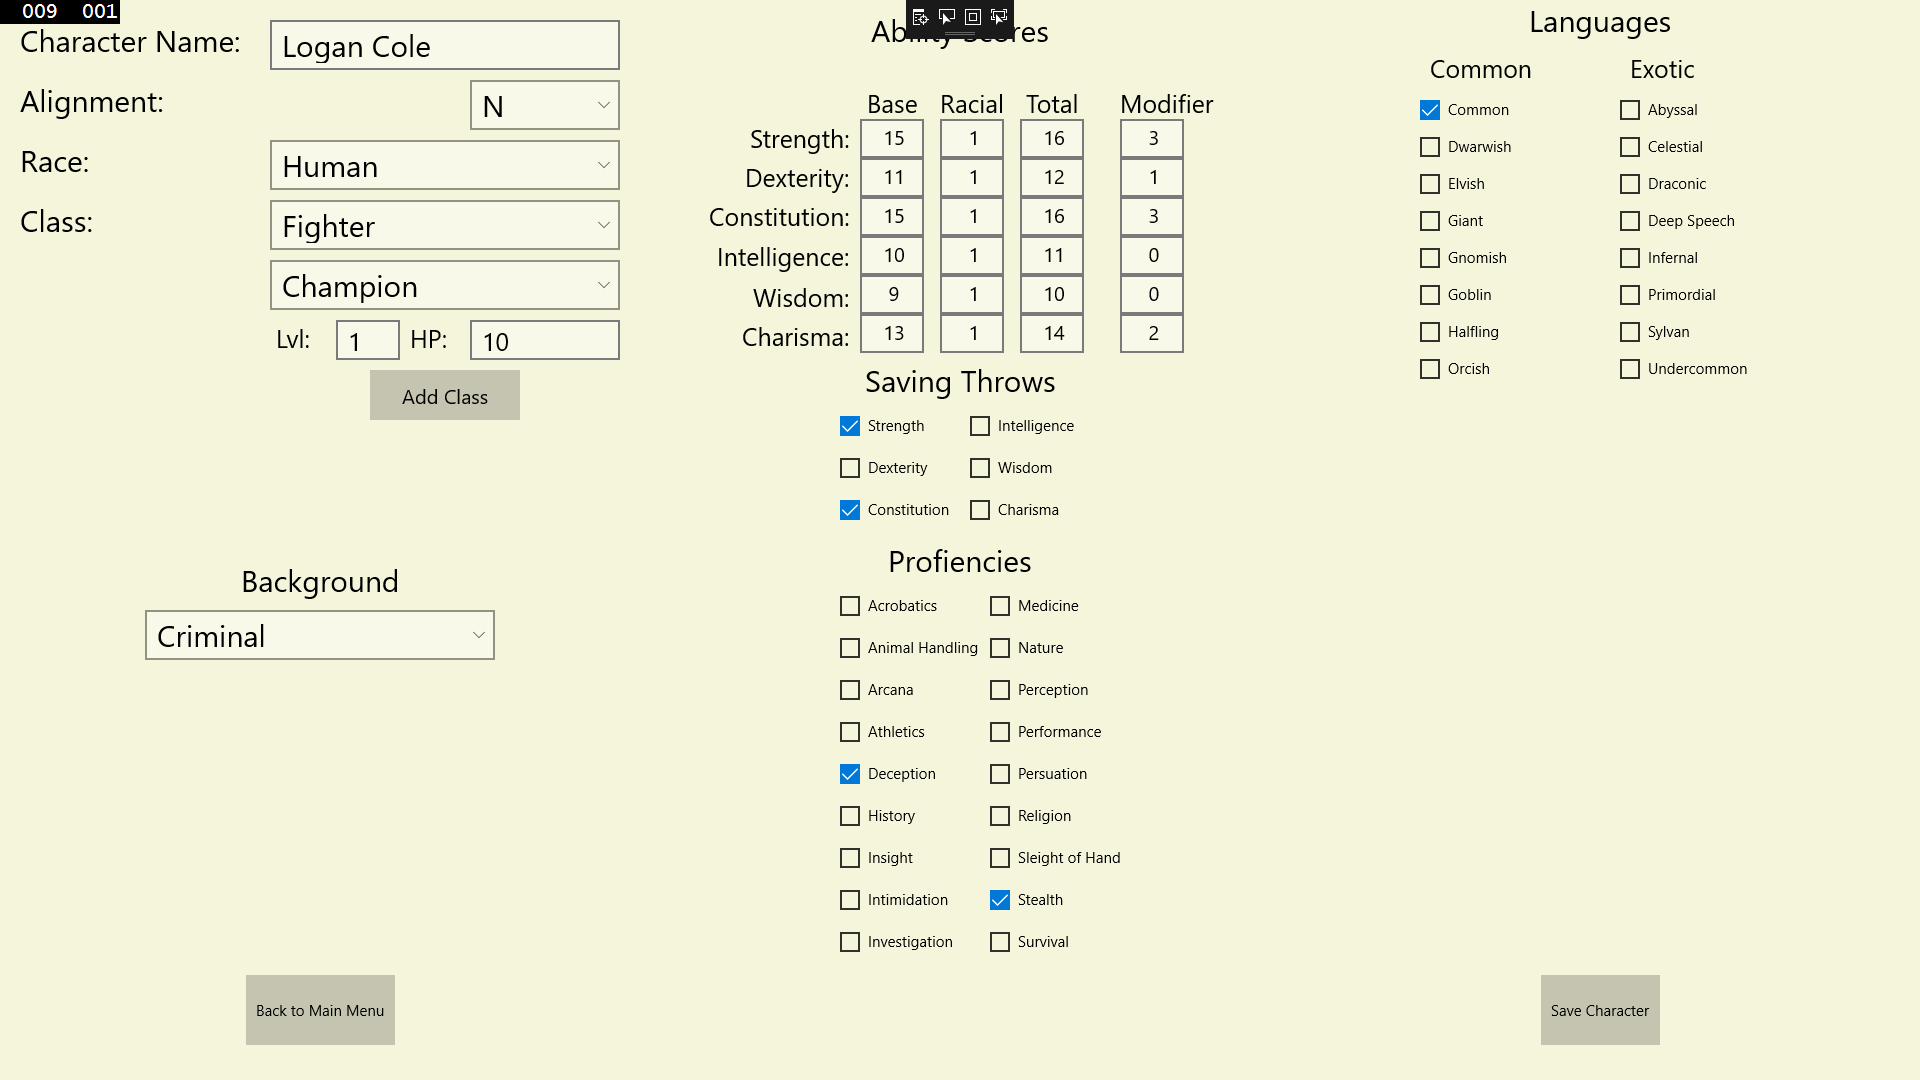 009 001
Character Name: Logan Cole
Alignment: N
Race: Human
Class: Fighter
Champion
Lvl: 1 HP: 10
Add Class
Background
Criminal
Back to Main Menu
Ability Scores
Base Racial Total Modifier
Strength: 15 1 16 3
Dexterity: 11 1 12 1
Constitution: 15 1 16 3
Intelligence: 10 1 11 0
Wisdom: 9 1 10 0
Charisma: 13 1 14 2
Saving Throws
Strength Intelligence
Dexterity Wisdom
Constitution Charisma
Profiencies
Acrobatics Medicine
Animal Handling Nature
Arcana Perception
Athletics Performance
Deception Persuation
History Religion
Insight Sleight of Hand
Intimidation Stealth
Investigation Survival
Languages
Common Exotic
Common Abyssal
Dwarwish Celestial
Elvish Draconic
Giant Deep Speech
Gnomish Infernal
Goblin Primordial
Halfling Sylvan
Orcish Undercommon
Save Character